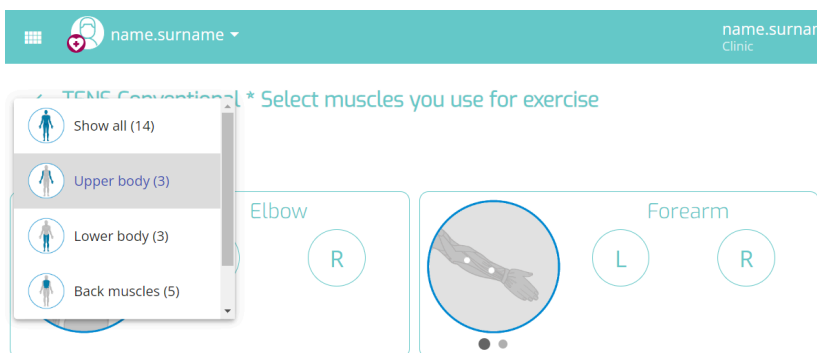 name.surname
name.surnar
Clinic
TENS Conventional * Select muscles you use for exercise
Show all (14)
Upper body (3)
Lower body (3)
Back muscles (5)
Elbow
R
Forearm
L
R